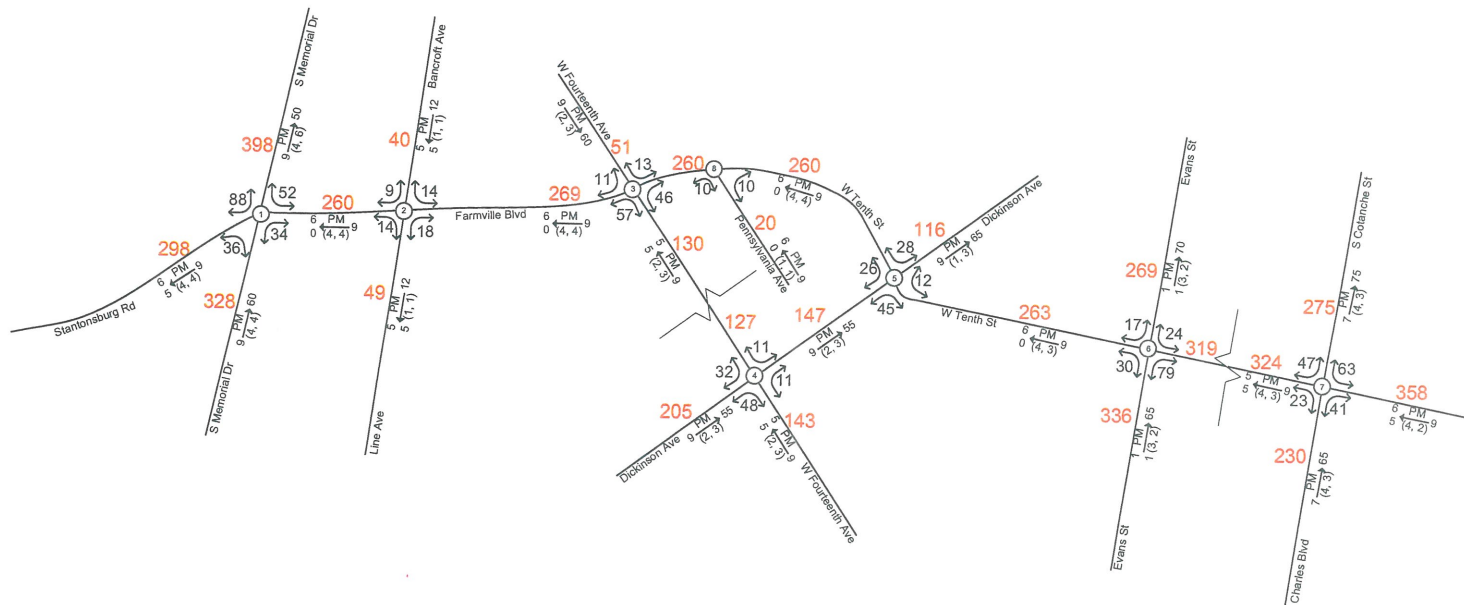 S Memorial Dr
398
9 PM 50
(4, 6)
88
52
1
36
34
298
6 PM 9
5 (4, 4)
Stantonsburg Rd
328
9 PM 60
(4, 4)
S Memorial Dr
260
6 PM 9
0 (4, 4)
Bancroft Ave
40
5 PM 12
5 (1, 1)
9
14
2
14
18
49
5 PM 12
5 (1, 1)
Line Ave
Farmville Blvd
269
6 PM 9
0 (4, 4)
W Fourteenth Ave
9 PM 60
(2, 3)
51
11
13
3
57
46
260
8
10
10
20
6 PM 9
0 (1, 1)
Pennsylvania Ave
260
6 PM 9
0 (4, 4)
W Tenth St
130
5 PM 9
5 (2, 3)
127
11
32
4
11
48
205
9 PM 55
(2, 3)
Dickinson Ave
143
5 PM 9
5 (2, 3)
W Fourteenth Ave
147
9 PM 55
(2, 3)
116
9 PM 65
(1, 3)
Dickinson Ave
28
26
5
12
45
W Tenth St
263
6 PM 9
0 (4, 3)
Evans St
269
1 PM 70
1 (3, 2)
17
24
6
30
79
336
1 PM 65
1 (3, 2)
Evans St
319
324
5 PM 9
5 (4, 3)
S Cotanche St
275
7 PM 75
(4, 3)
47
63
7
23
41
358
6 PM 9
5 (4, 2)
230
7 PM 65
(4, 3)
Charles Blvd